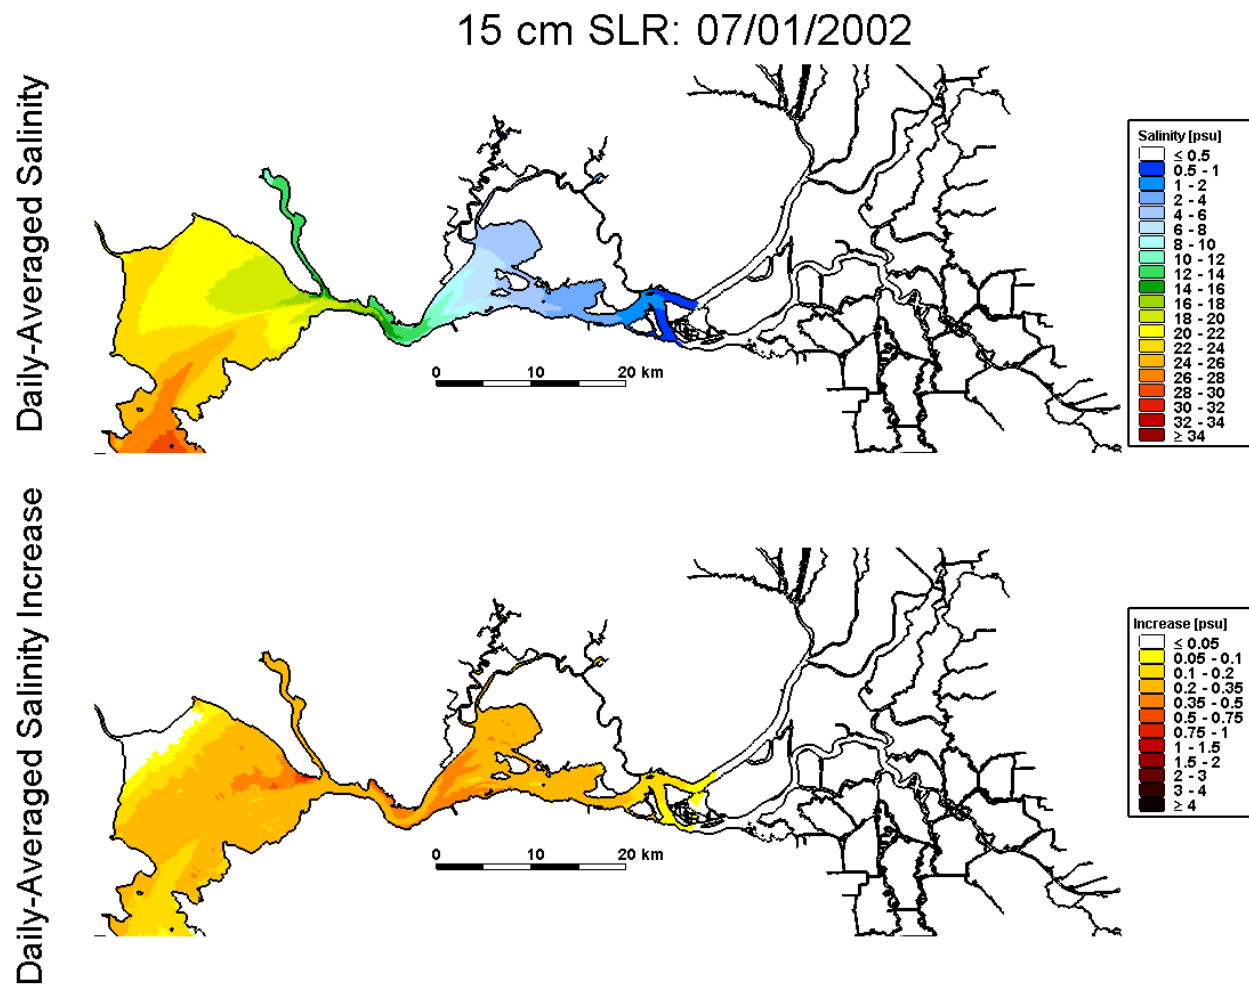 15 cm SLR: 07/01/2002
Daily-Averaged Salinity
Salinity [psu]
≤ 0.5
0.5 - 1
1 - 2
2 - 4
4 - 6
6 - 8
8 - 10
10 - 12
12 - 14
14 - 16
16 - 18
18 - 20
20 - 22
22 - 24
24 - 26
26 - 28
28 - 30
30 - 32
32 - 34
≥ 34
0 10 20 km
Daily-Averaged Salinity Increase
Increase [psu]
≤ 0.05
0.05 - 0.1
0.1 - 0.2
0.2 - 0.35
0.35 - 0.5
0.5 - 0.75
0.75 - 1
1 - 1.5
1.5 - 2
2 - 3
3 - 4
≥ 4
0 10 20 km